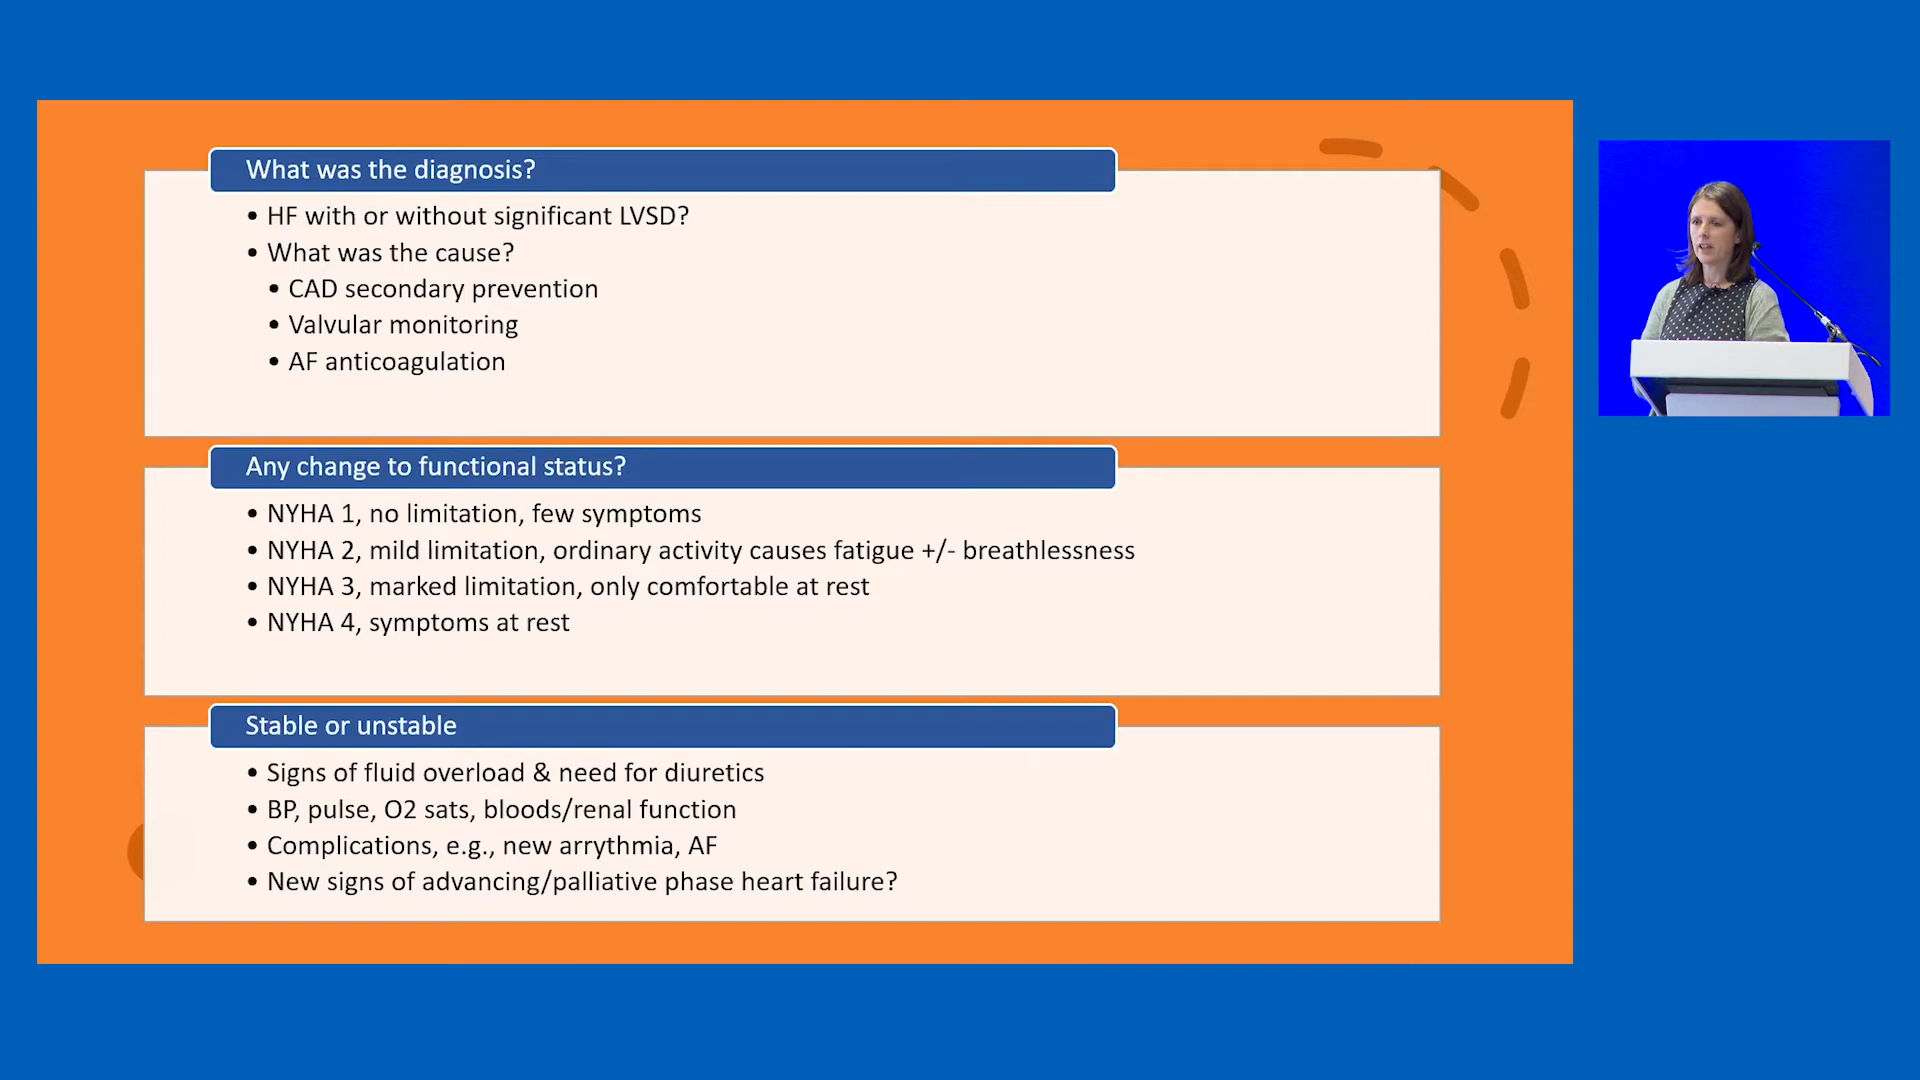 What was the diagnosis?
• HF with or without significant LVSD?
• What was the cause?
• CAD secondary prevention
• Valvular monitoring
• AF anticoagulation
Any change to functional status?
• NYHA 1, no limitation, few symptoms
• NYHA 2, mild limitation, ordinary activity causes fatigue +/- breathlessness
• NYHA 3, marked limitation, only comfortable at rest
• NYHA 4, symptoms at rest
Stable or unstable
• Signs of fluid overload & need for diuretics
• BP, pulse, O2 sats, bloods/renal function
• Complications, e.g., new arrythmia, AF
• New signs of advancing/palliative phase heart failure?